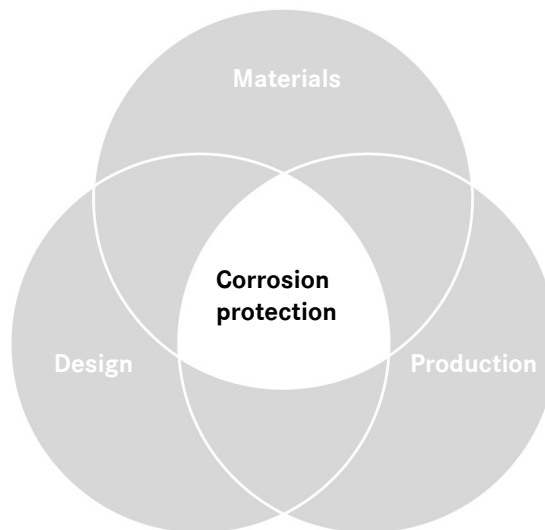 Materials
Corrosion
protection
Design
Production